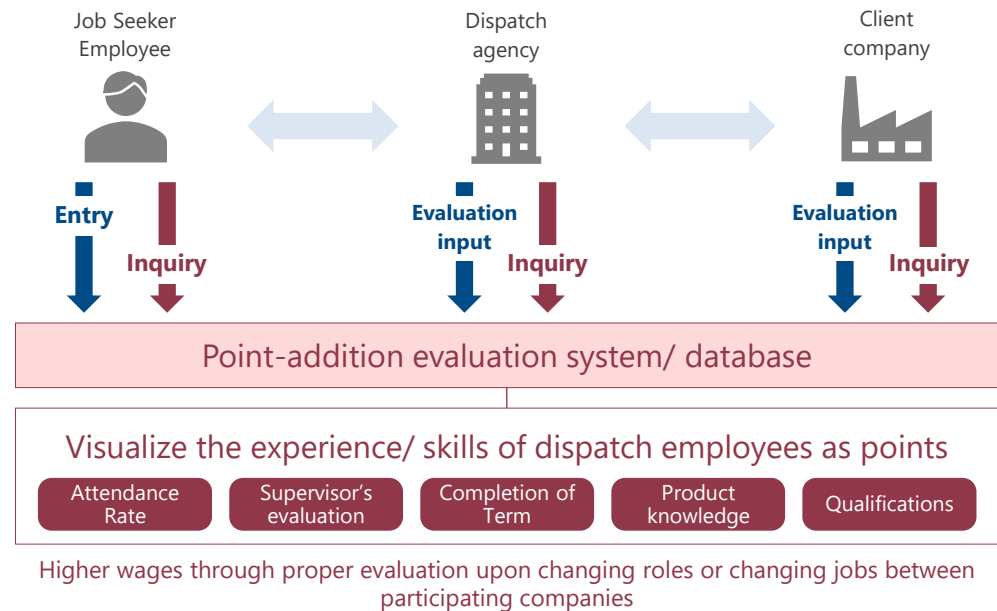 Job Seeker
Employee
Dispatch
agency
Client
company
Entry
Inquiry
Evaluation
input
Inquiry
Evaluation
input
Inquiry
Point-addition evaluation system/ database
Visualize the experience/ skills of dispatch employees as points
Attendance
Rate
Supervisor's
evaluation
Completion of
Term
Product
knowledge
Qualifications
Higher wages through proper evaluation upon changing roles or changing jobs between
participating companies